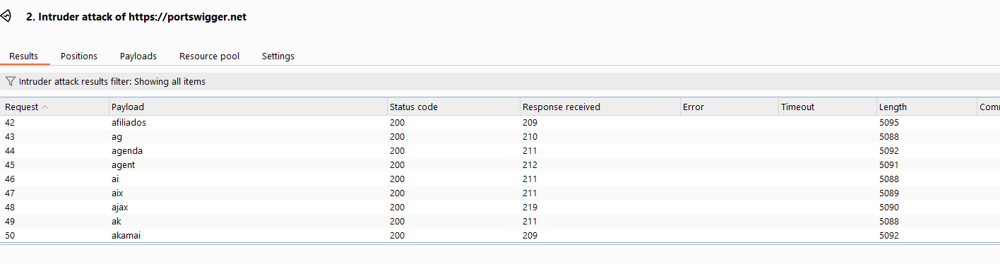 2. Intruder attack of https://portswigger.net
Results Positions Payloads Resource pool Settings
Intruder attack results filter: Showing all items
Request Payload Status code Response received Error Timeout Length Comr
42 afiliados 200 209 5095
43 ag 200 210 5088
44 agenda 200 211 5092
45 agent 200 212 5091
46 ai 200 211 5088
47 aix 200 211 5089
48 ajax 200 219 5090
49 ak 200 211 5088
50 akamai 200 209 5092